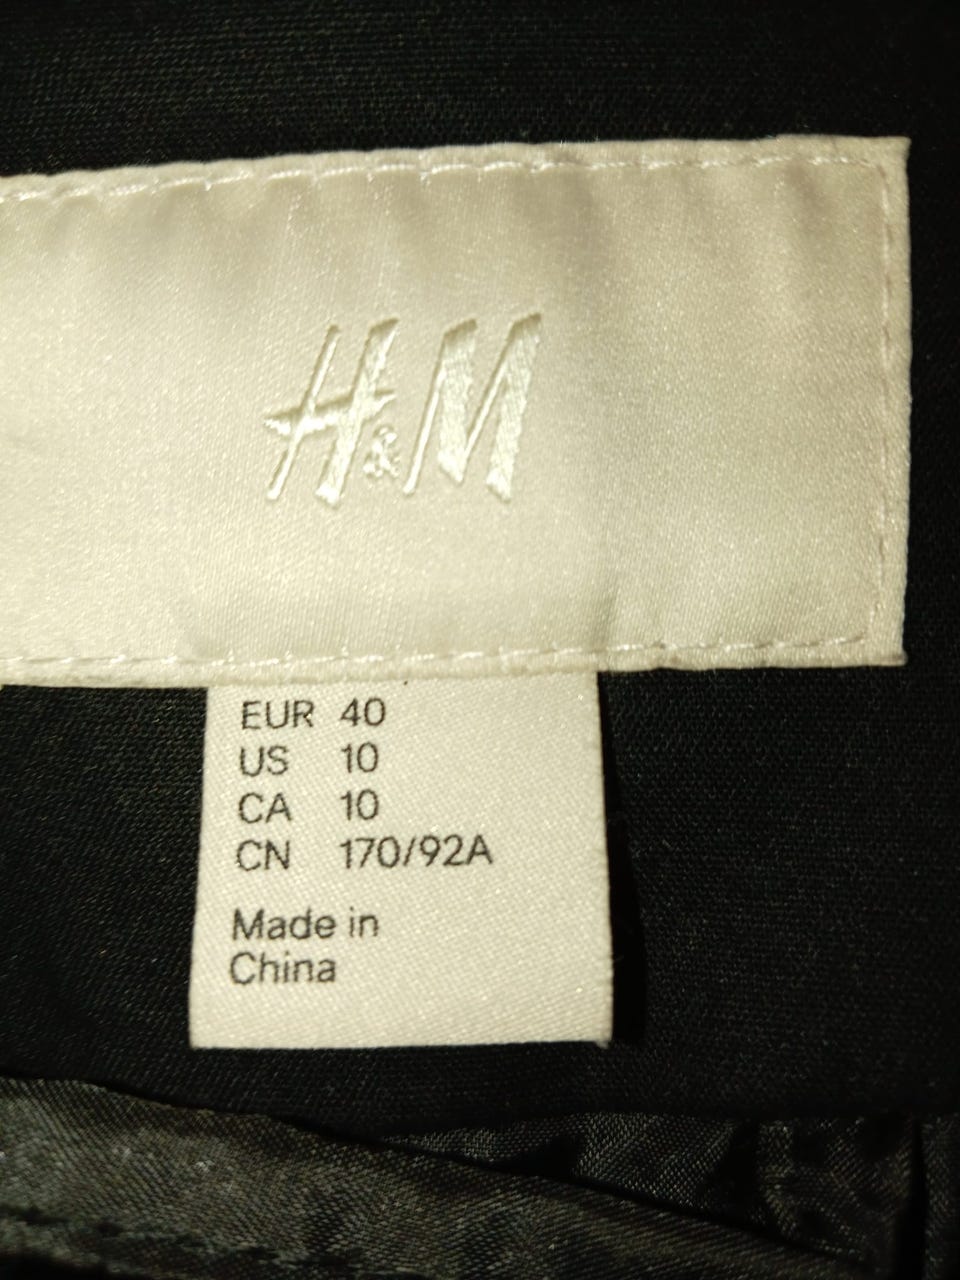 H&M
EUR 40
US 10
CA 10
CN 170/92A
Made in
China